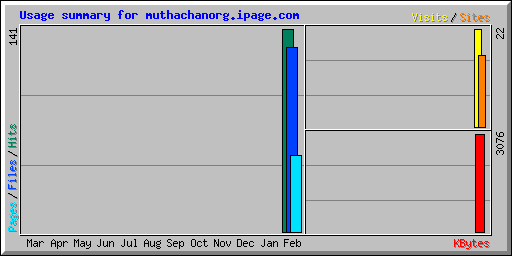 Usage summary for muthachanorg.ipage.com
Visits / Sites
141
22
3076
Pages / Files / Hits
Mar Apr May Jun Jul Aug Sep Oct Nov Dec Jan Feb
KBytes